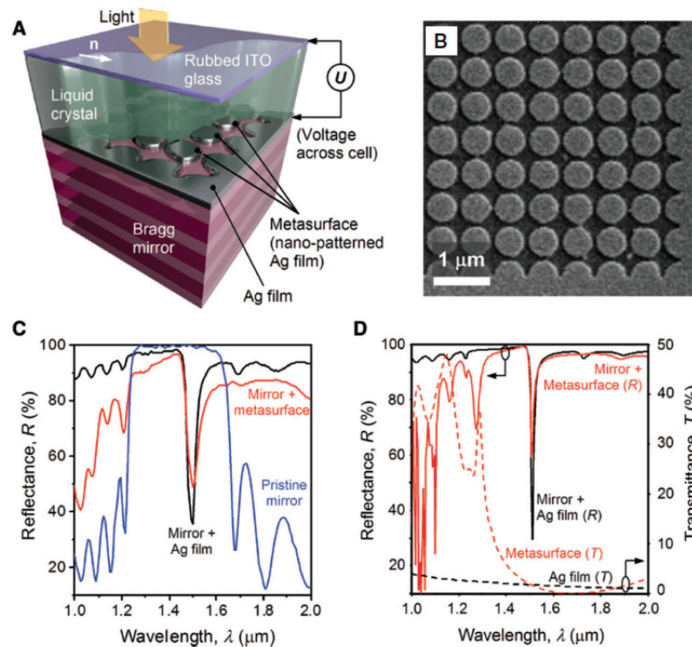 A
Light
n
Rubbed ITO
glass
U
Liquid
crystal
(Voltage
across cell)
Metasurface
(nano-patterned
Ag film)
Bragg
mirror
Ag film
B
1 μm
C
100
80
60
40
20
Reflectance, R (%)
Mirror +
metasurface
Pristine
mirror
Mirror +
Ag film
1.0 1.2 1.4 1.6 1.8 2.0
Wavelength, λ (μm)
D
100
80
60
40
20
Reflectance, R (%)
50
40
30
20
10
0
Transmittance, T (%)
Mirror +
Metasurface (R)
Mirror +
Ag film (R)
Metasurface (T)
Ag film (T)
1.0 1.2 1.4 1.6 1.8 2.0
Wavelength, λ (μm)